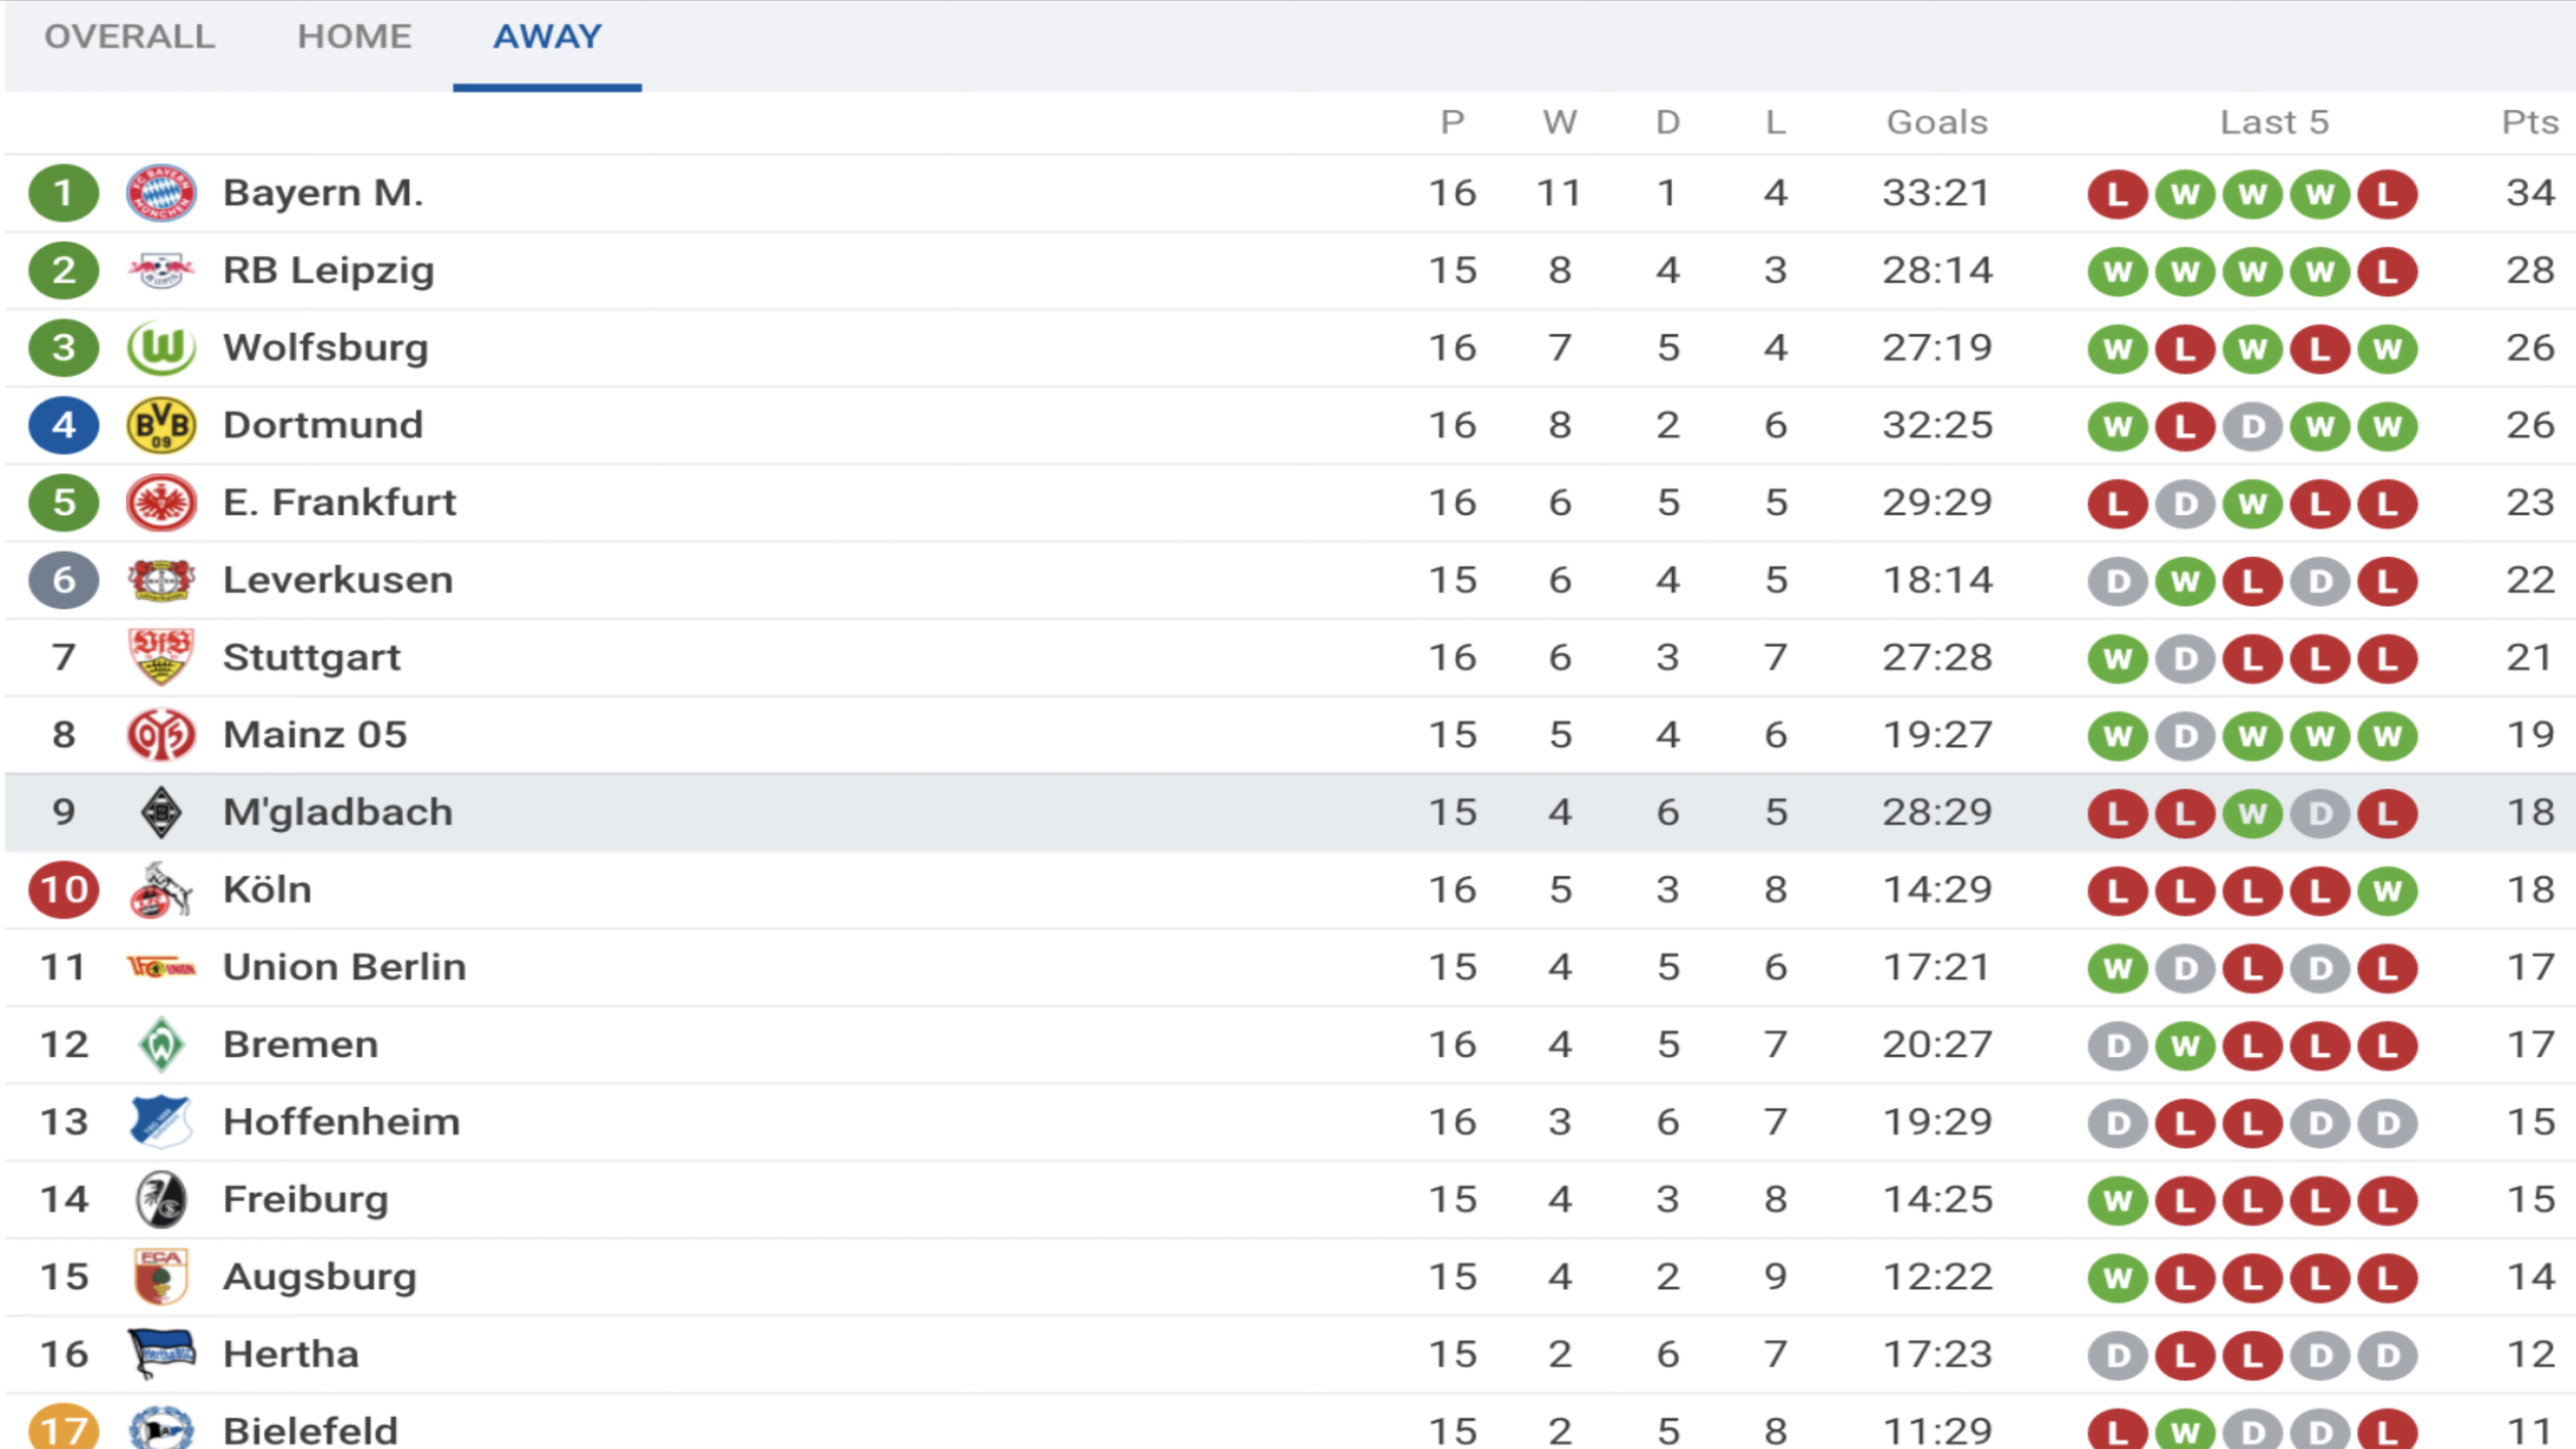 OVERALL HOME AWAY
P W D L Goals Last 5 Pts
1 Bayern M. 16 11 1 4 33:21 L W W W L 34
2 RB Leipzig 15 8 4 3 28:14 W W W W L 28
3 Wolfsburg 16 7 5 4 27:19 W L W L W 26
4 BVB 09 Dortmund 16 8 2 6 32:25 W L D W W 26
5 E. Frankfurt 16 6 5 5 29:29 L D W L L 23
6 Leverkusen 15 6 4 5 18:14 D W L D L 22
7 VfB Stuttgart 16 6 3 7 27:28 W D L L L 21
8 05 Mainz 05 15 5 4 6 19:27 W D W W W 19
9 B M'gladbach 15 4 6 5 28:29 L L W D L 18
10 Köln 16 5 3 8 14:29 L L L L W 18
11 UNION Union Berlin 15 4 5 6 17:21 W D L D L 17
12 W Bremen 16 4 5 7 20:27 D W L L L 17
13 Hoffenheim 16 3 6 7 19:29 D L L D D 15
14 Freiburg 15 4 3 8 14:25 W L L L L 15
15 FCA Augsburg 15 4 2 9 12:22 W L L L L 14
16 Hertha 15 2 6 7 17:23 D L L D D 12
17 A Bielefeld 15 2 5 8 11:29 L W D D L 11